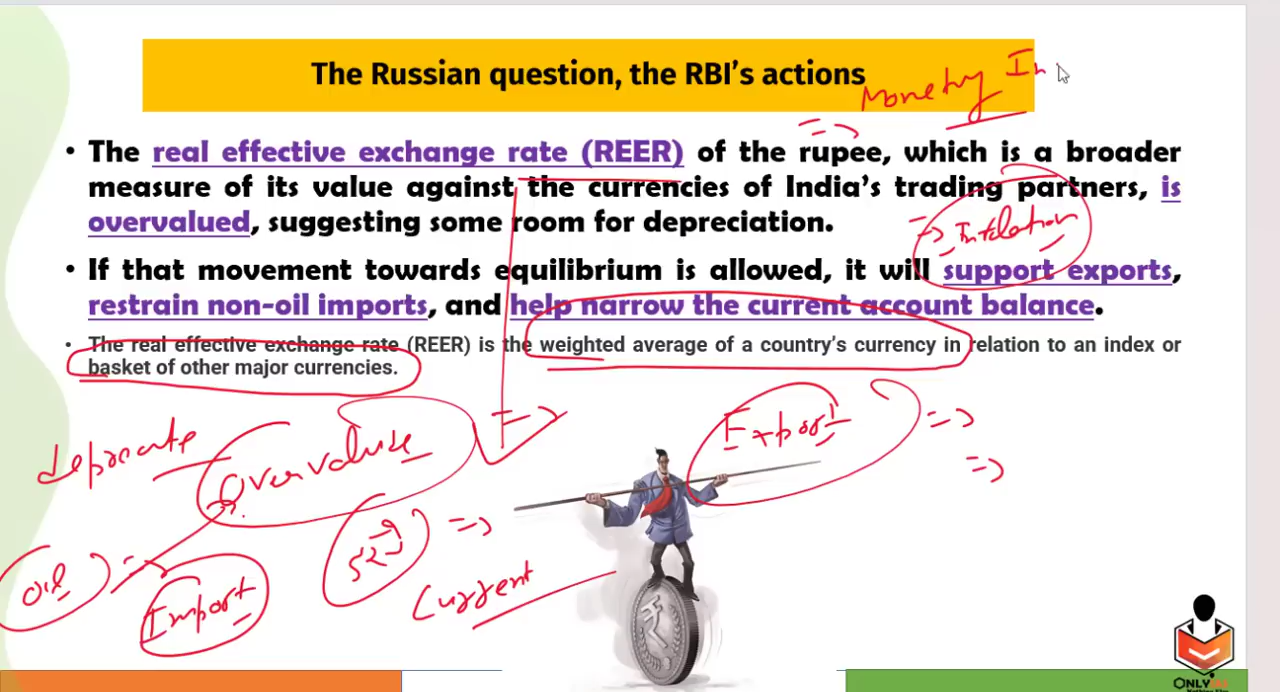 The Russian question, the RBI's actions
Monetry In
=>
• The real effective exchange rate (REER) of the rupee, which is a broader
measure of its value against the currencies of India's trading partners, is
overvalued, suggesting some room for depreciation.
=>
• If that movement towards equilibrium is allowed, it will support exports,
restrain non-oil imports, and help narrow the current account balance.
• The real effective exchange rate (REER) is the weighted average of a country's currency in relation to an index or
basket of other major currencies.
Export =>
=>
=>
Oil
Import
Current
₹